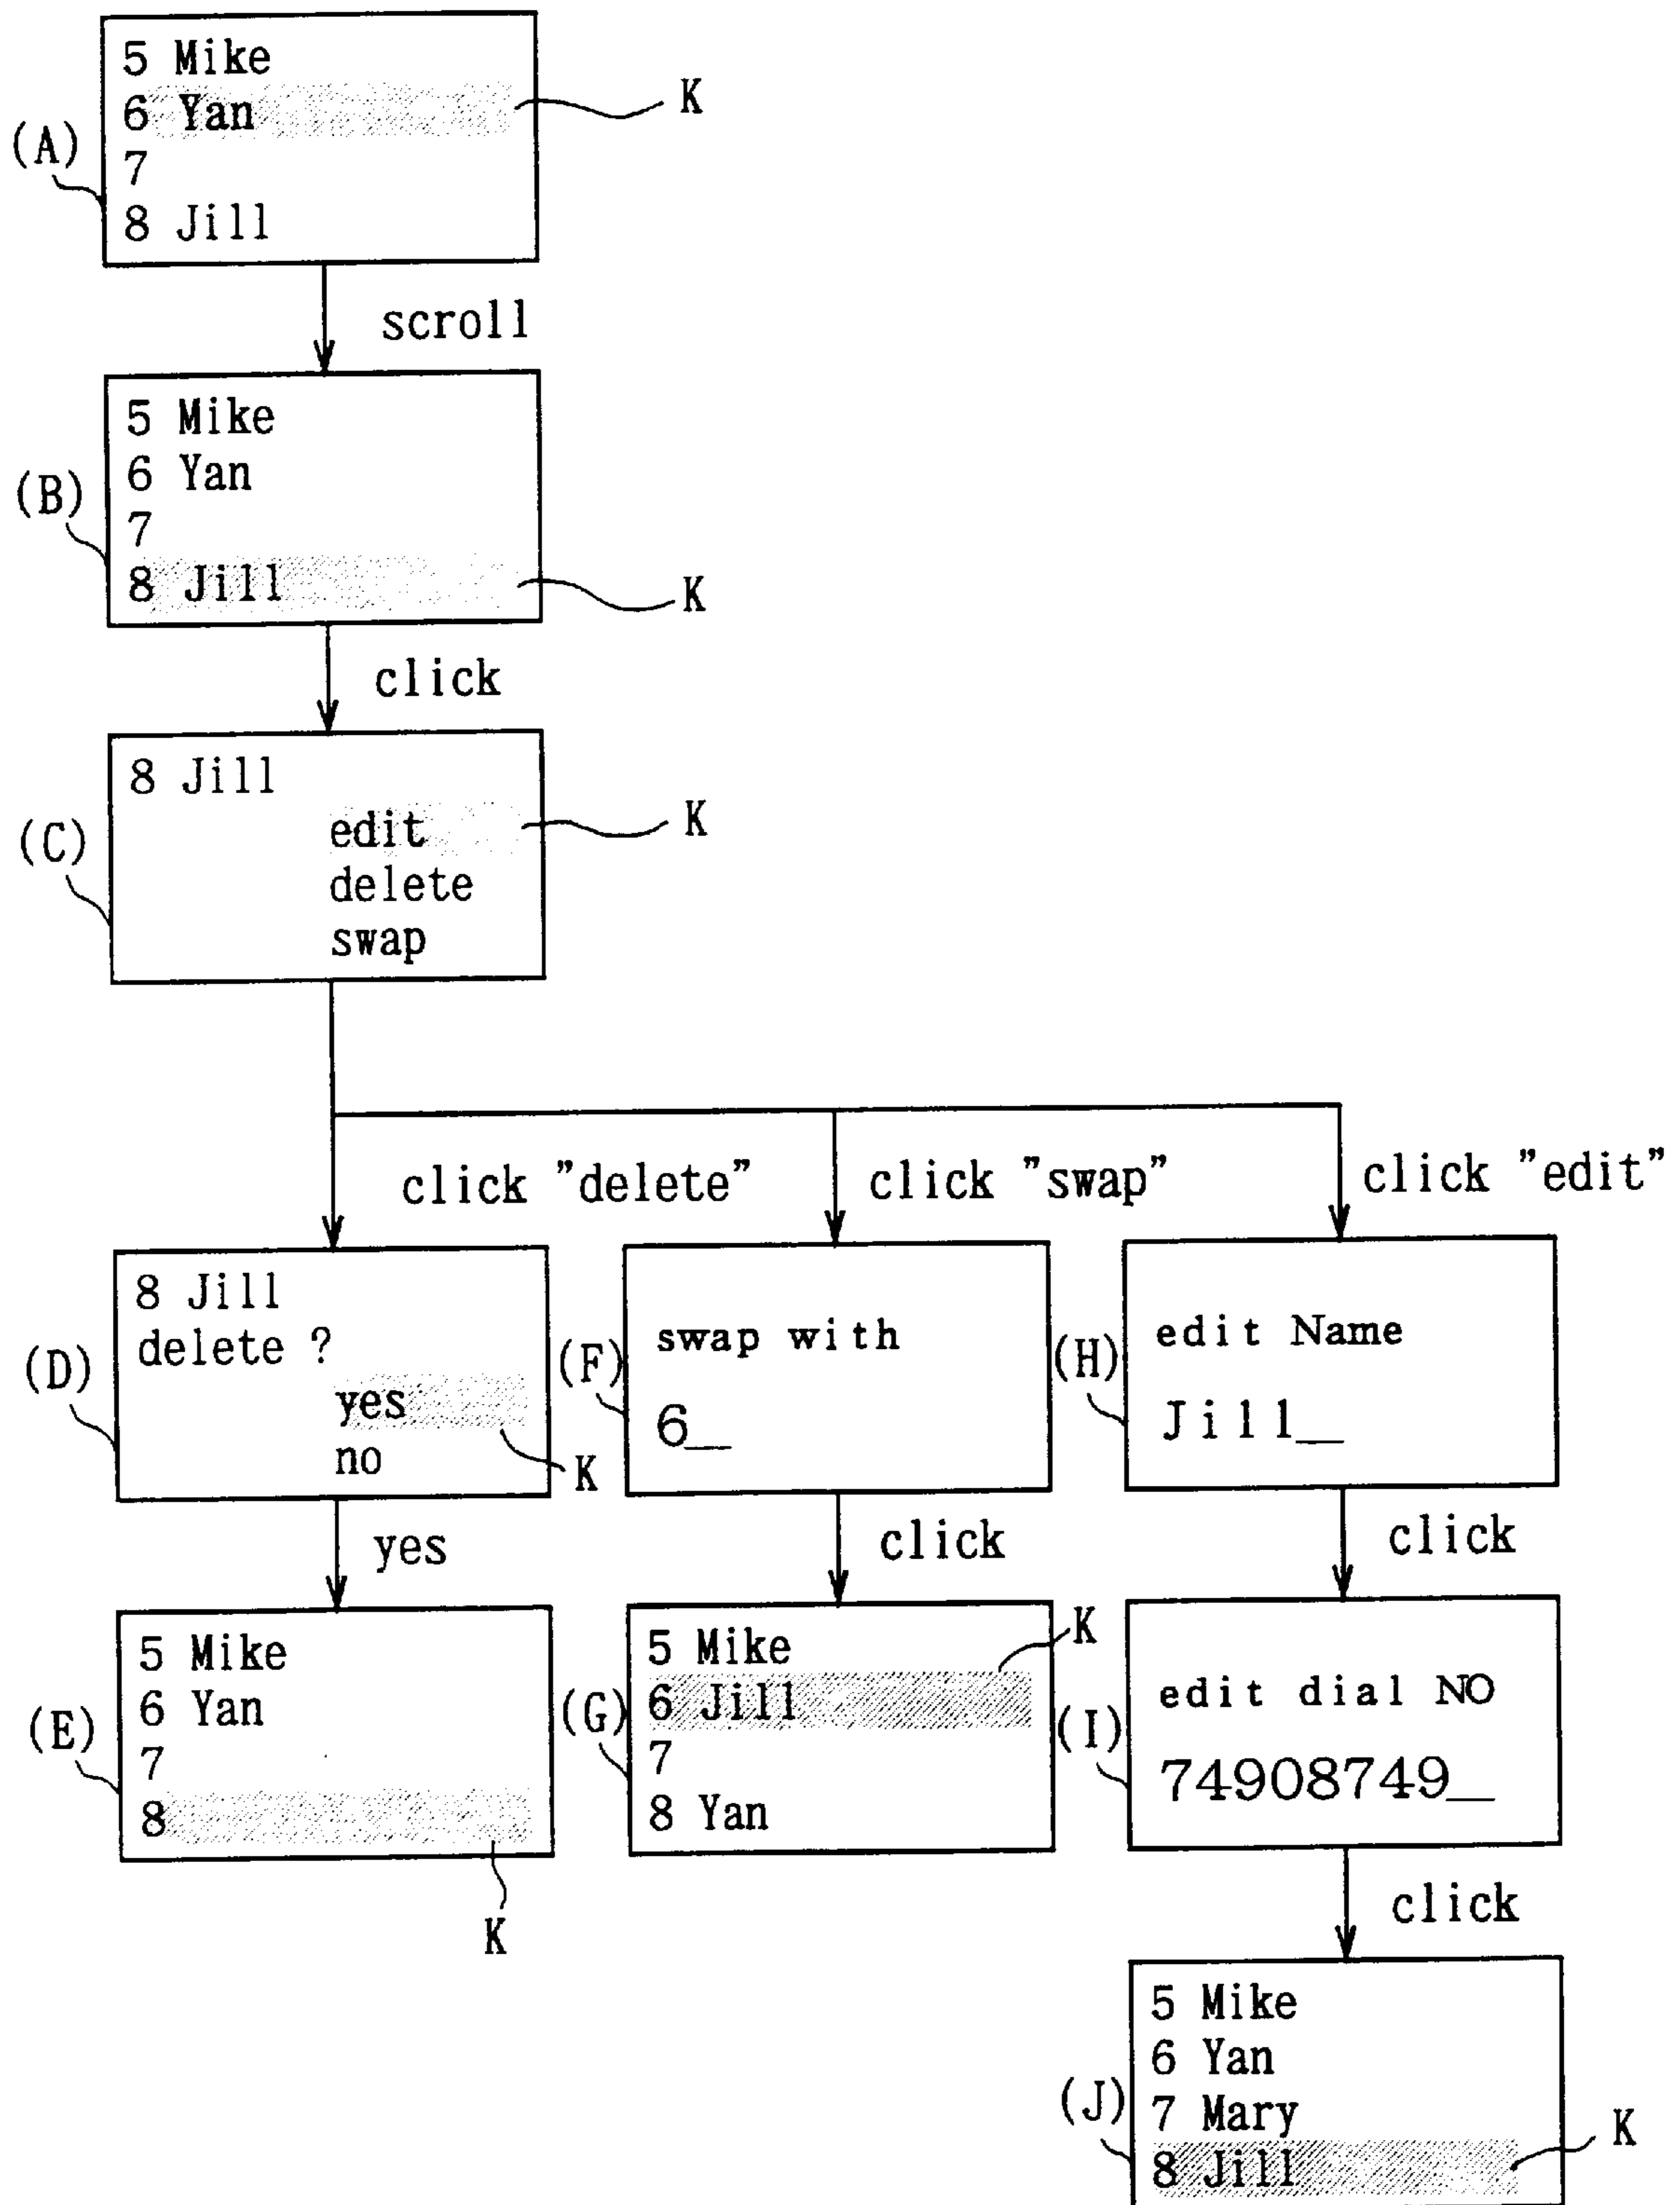 5 Mike
6 Yan
K
(A)
7
8 Jill
scroll
5 Mike
6 Yan
(B)
7
8 Jill
K
click
8 Jill
edit
K
(C)
delete
swap
click "delete"
click "swap"
click "edit"
8 Jill
delete ?
(D)
yes
no
K
yes
5 Mike
6 Yan
(E)
7
8
K
(F)
swap with
6_
click
5 Mike
K
6 Jill
(G)
7
8 Yan
(H)
edit Name
Jill_
click
(I)
edit dial NO
74908749_
click
5 Mike
6 Yan
(J)
7 Mary
8 Jill
K